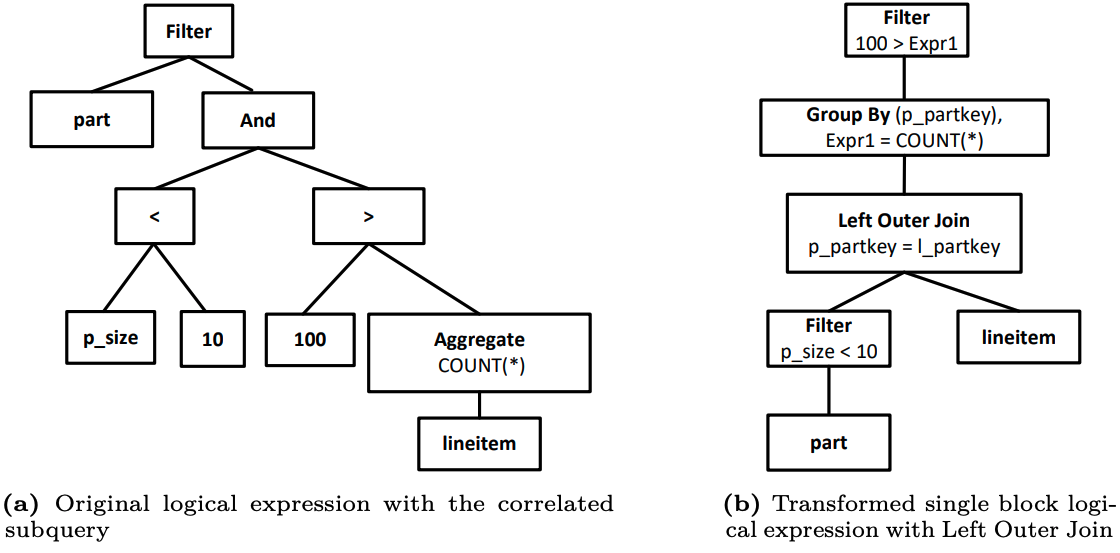 Filter
part
And
<
>
p_size
10
100
Aggregate
COUNT(*)
lineitem
(a) Original logical expression with the correlated
subquery
Filter
100 > Expr1
Group By (p_partkey),
Expr1 = COUNT(*)
Left Outer Join
p_partkey = l_partkey
Filter
p_size < 10
lineitem
part
(b) Transformed single block logi-
cal expression with Left Outer Join